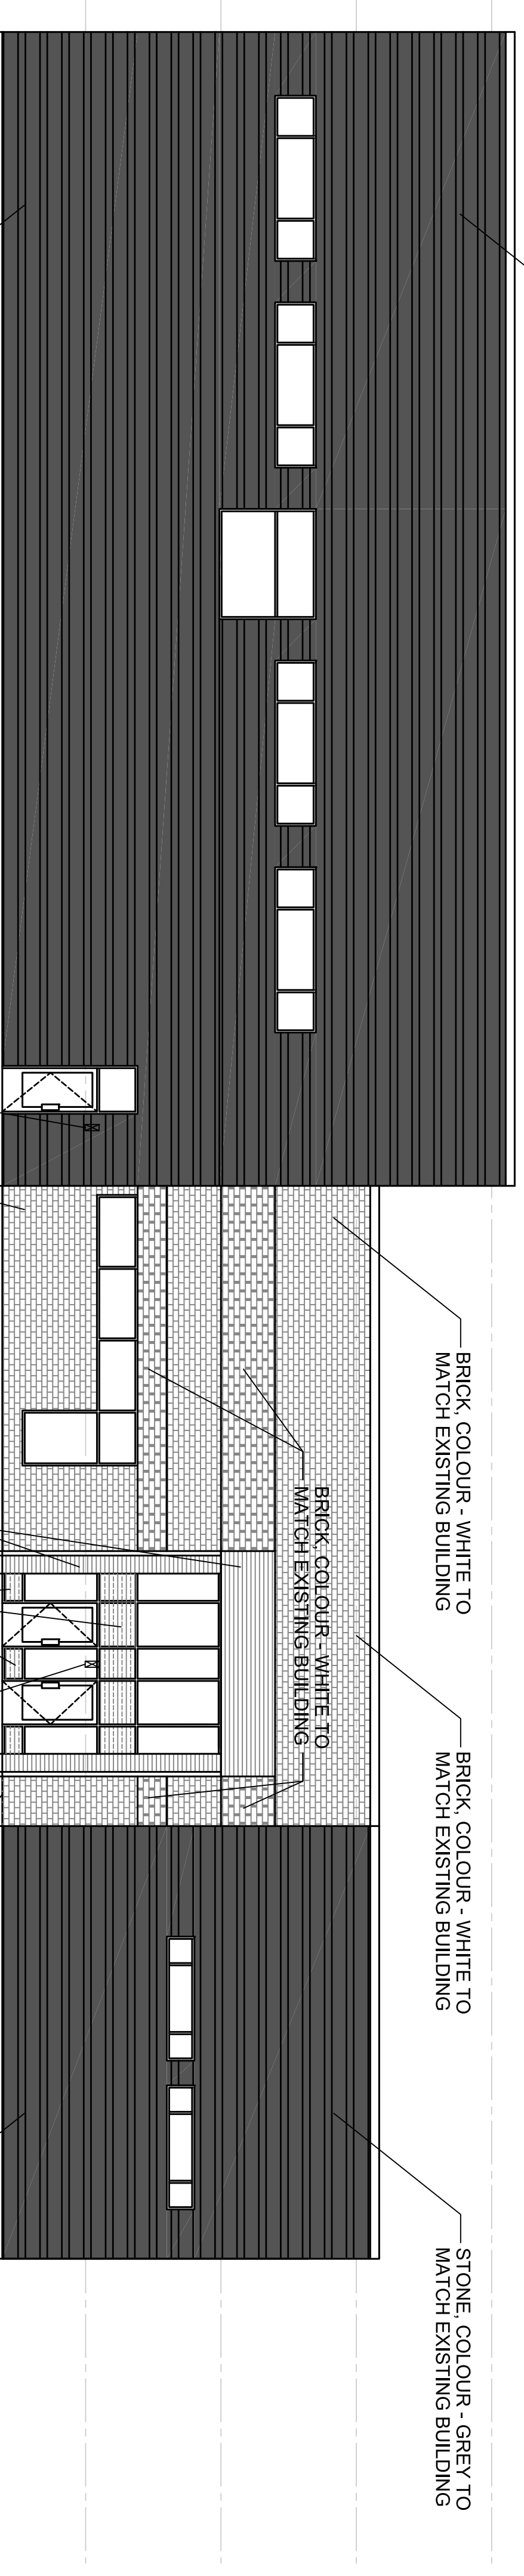 BRICK, COLOUR - WHITE TO
MATCH EXISTING BUILDING
BRICK, COLOUR - WHITE TO
MATCH EXISTING BUILDING
BRICK, COLOUR - WHITE TO
MATCH EXISTING BUILDING
STONE, COLOUR - GREY TO
MATCH EXISTING BUILDING